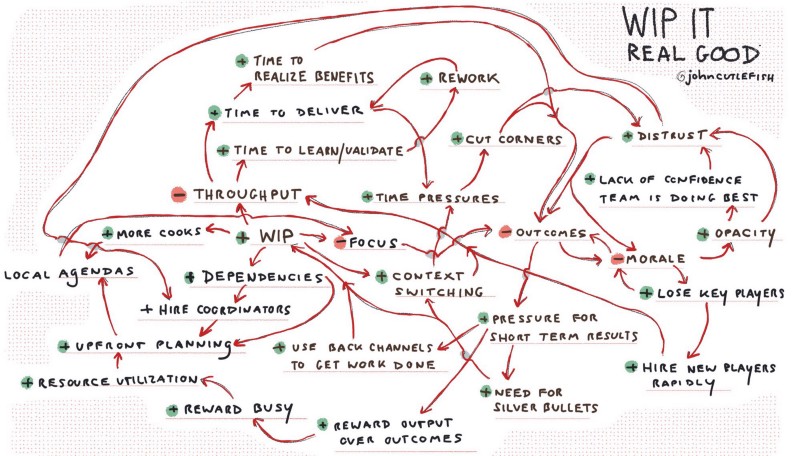 WIP IT
REAL GOOD
@johncutlefish
+ TIME TO
REALIZE BENEFITS
+ REWORK
+ TIME TO DELIVER
+ CUT CORNERS
+ DISTRUST
+ TIME TO LEARN/VALIDATE
+ LACK OF CONFIDENCE
TEAM IS DOING BEST
- THROUGHPUT
+ TIME PRESSURES
+ MORE COOKS
+ WIP
- FOCUS
- OUTCOMES
+ OPACITY
- MORALE
LOCAL AGENDAS
+ DEPENDENCIES
+ CONTEXT
SWITCHING
+ LOSE KEY PLAYERS
+ HIRE COORDINATORS
+ PRESSURE FOR
SHORT TERM RESULTS
+ UPFRONT PLANNING
+ USE BACK CHANNELS
TO GET WORK DONE
+ HIRE NEW PLAYERS
RAPIDLY
+ RESOURCE UTILIZATION
+ NEED FOR
SILVER BULLETS
+ REWARD BUSY
+ REWARD OUTPUT
OVER OUTCOMES